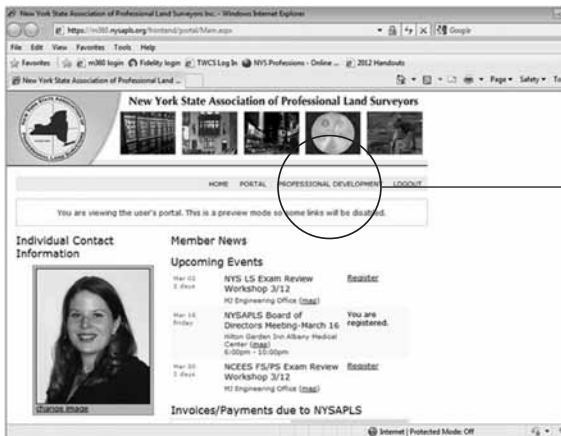 New York State Association of Professional Land Surveyors Inc. - Windows Internet Explorer
https://m360.nysapls.org/frontend/portal/Main.aspx
Google
File Edit View Favorites Tools Help
Favorites m360 login Fidelity login TWCS Log In NYS Professions - Online ... 2012 Handouts
New York State Association of Professional Land ...
Page Safety
New York State Association of Professional Land Surveyors
HOME PORTAL PROFESSIONAL DEVELOPMENT LOGOUT
You are viewing the user's portal. This is a preview mode so some links will be disabled.
Individual Contact
Information
change image
Member News
Upcoming Events
2 days
NYS LS Exam Review
Workshop 3/12
MJ Engineering Office (map)
Register
Mar 16
Friday
NYSAPLS Board of
Directors Meeting-March 16
Hilton Garden Inn Albany Medical
Center (map)
6:00pm - 10:00pm
You are
registered.
Mar 30
2 days
NCEES FS/PS Exam Review
Workshop 3/12
MJ Engineering Office (map)
Register
Invoices/Payments due to NYSAPLS
Internet | Protected Mode: Off